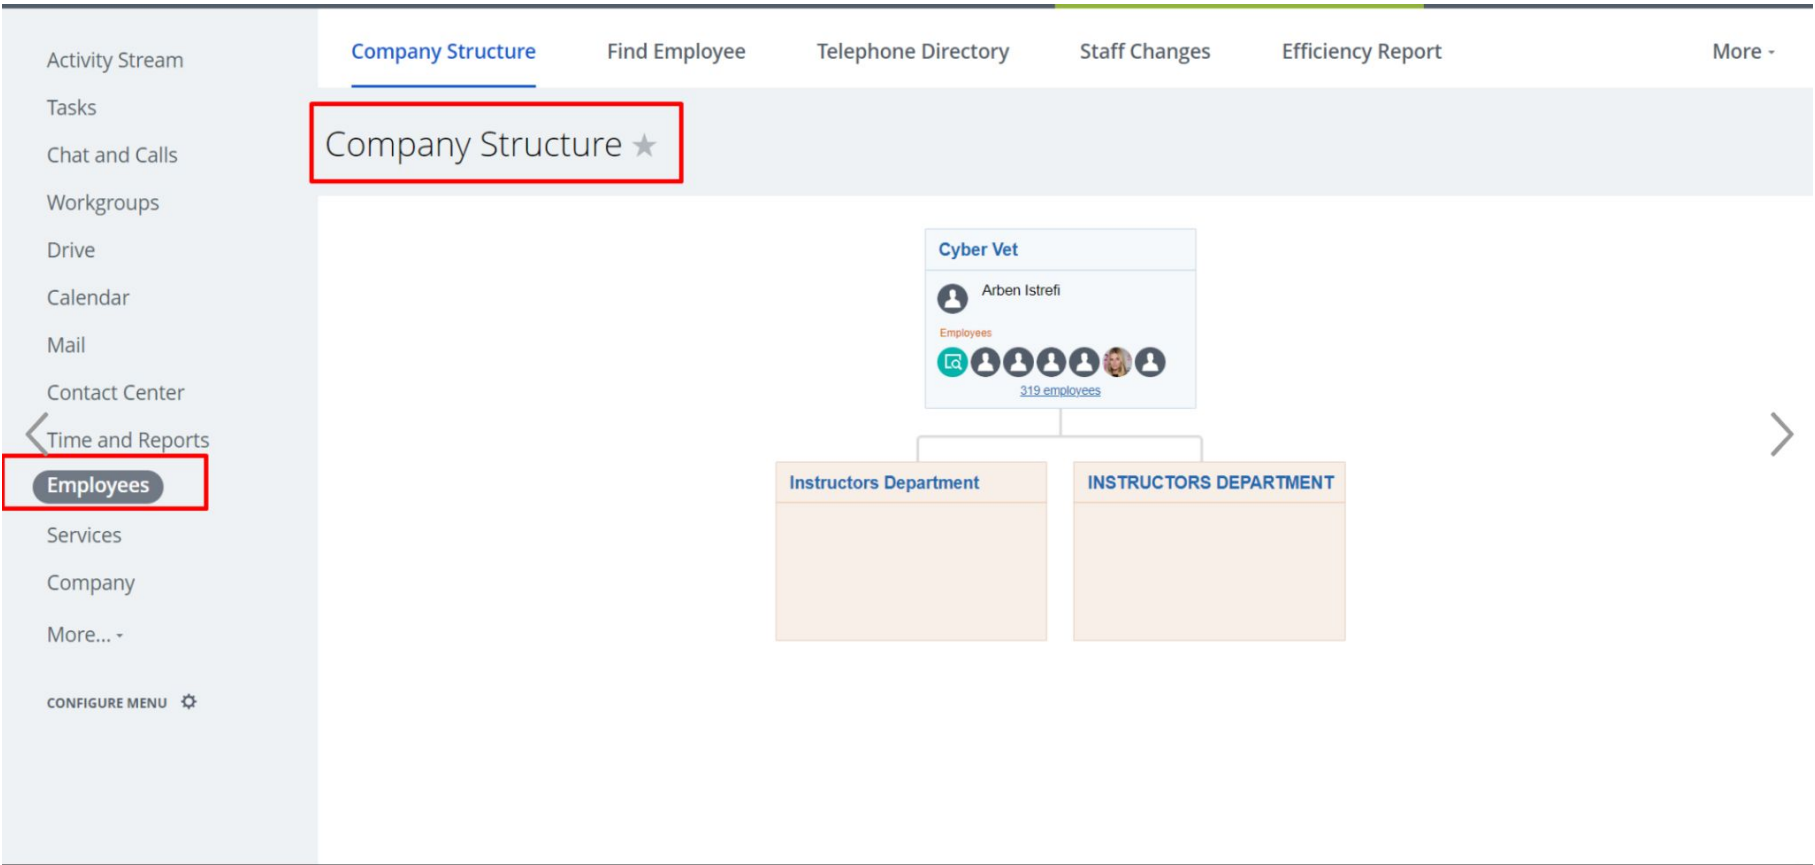 Activity Stream
Tasks
Chat and Calls
Workgroups
Drive
Calendar
Mail
Contact Center
Time and Reports
Employees
Services
Company
More...
CONFIGURE MENU
Company Structure
Find Employee
Telephone Directory
Staff Changes
Efficiency Report
More
Company Structure
Cyber Vet
Arben Istrefi
Employees
319 employees
Instructors Department
INSTRUCTORS DEPARTMENT